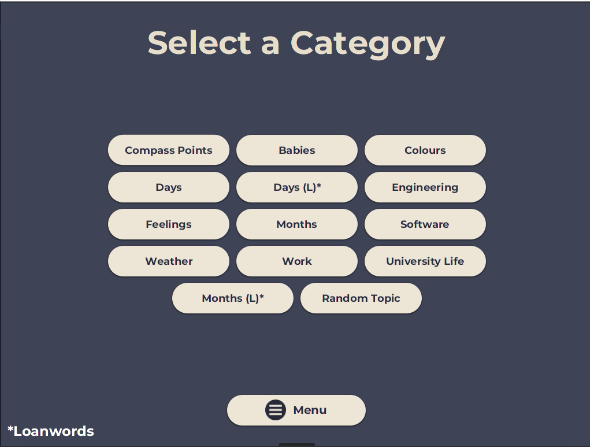 Select a Category
Compass Points Babies Colours
Days Days (L)* Engineering
Feelings Months Software
Weather Work University Life
Months (L)* Random Topic
Menu
*Loanwords